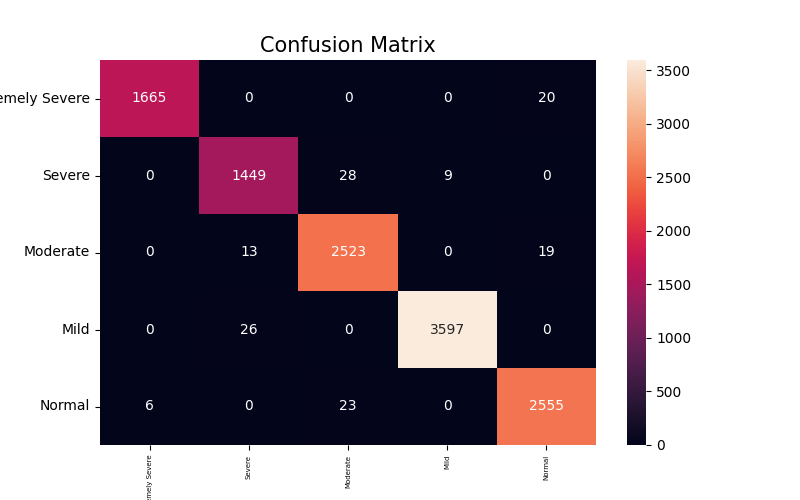 Confusion Matrix
emely Severe 1665 0 0 0 20
Severe 0 1449 28 9 0
Moderate 0 13 2523 0 19
Mild 0 26 0 3597 0
Normal 6 0 23 0 2555
emely Severe Severe Moderate Mild Normal
3500
3000
2500
2000
1500
1000
500
0